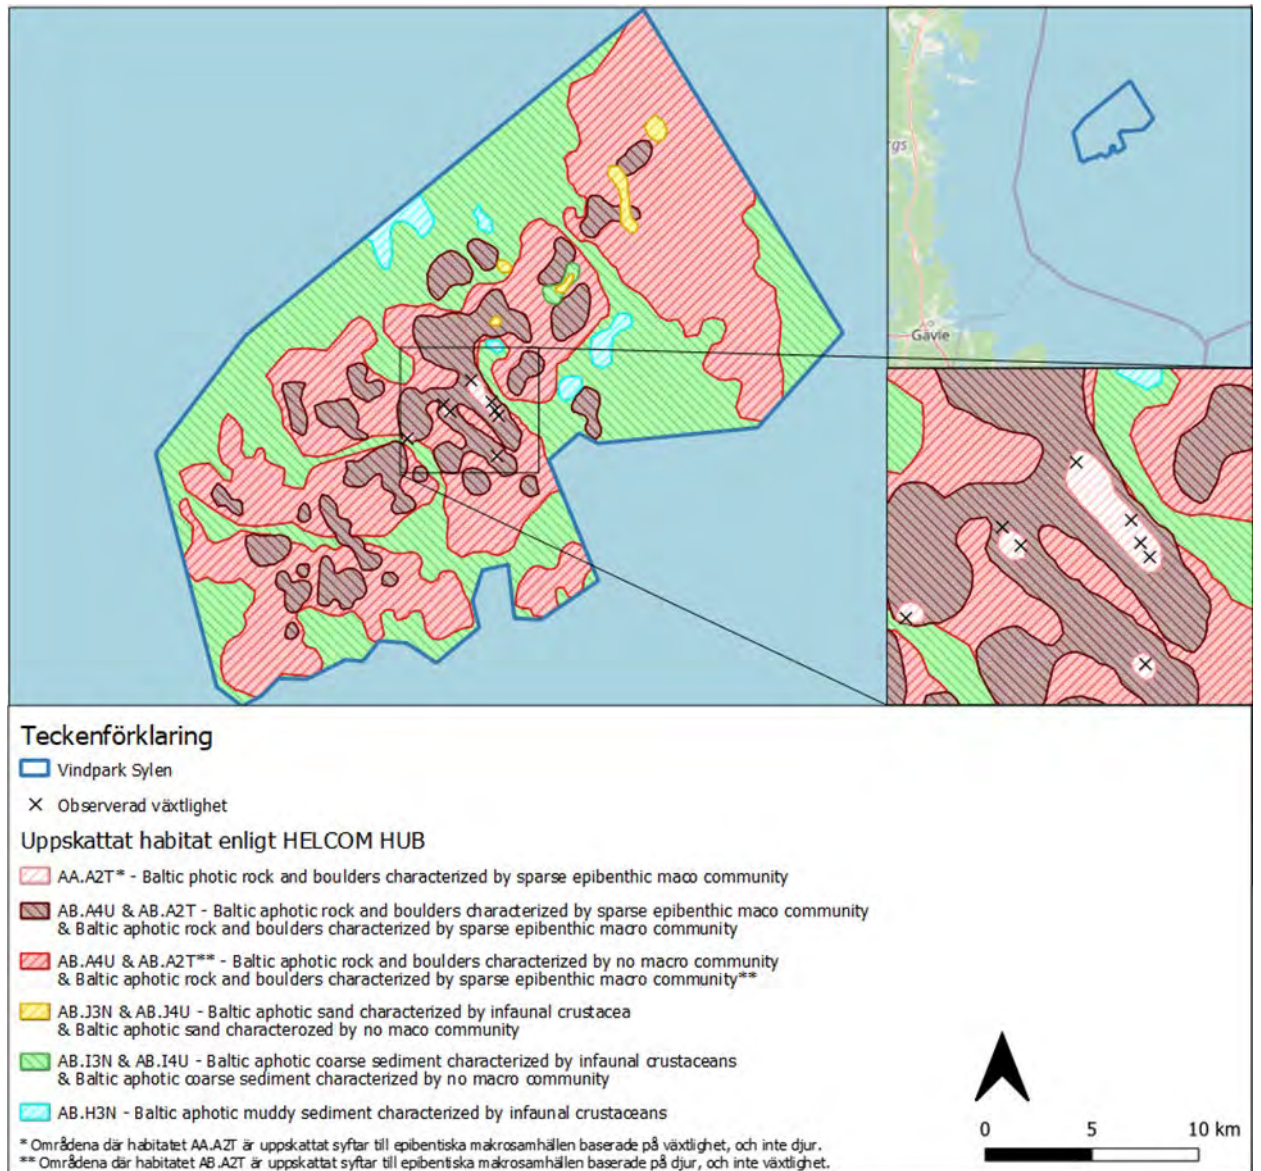 rgs
Gävle
Teckenförklaring
Vindpark Sylen
Observerad växtlighet
Uppskattat habitat enligt HELCOM HUB
AA.A2T* - Baltic photic rock and boulders characterized by sparse epibenthic maco community
AB.A4U & AB.A2T - Baltic aphotic rock and boulders characterized by sparse epibenthic maco community
& Baltic aphotic rock and boulders characterized by sparse epibenthic macro community
AB.A4U & AB.A2T** - Baltic aphotic rock and boulders characterized by no macro community
& Baltic aphotic rock and boulders characterized by sparse epibenthic macro community**
AB.J3N & AB.J4U - Baltic aphotic sand characterized by infaunal crustacea
& Baltic aphotic sand characterozed by no maco community
AB.I3N & AB.I4U - Baltic aphotic coarse sediment characterized by infaunal crustaceans
& Baltic aphotic coarse sediment characterized by no macro community
AB.H3N - Baltic aphotic muddy sediment characterized by infaunal crustaceans
* Områdena där habitatet AA.A2T är uppskattat syftar till epibentiska makrosamhällen baserade på växtlighet, och inte djur.
** Områdena där habitatet AB.A2T är uppskattat syftar till epibentiska makrosamhällen baserade på djur, och inte växtlighet.
0 5 10 km